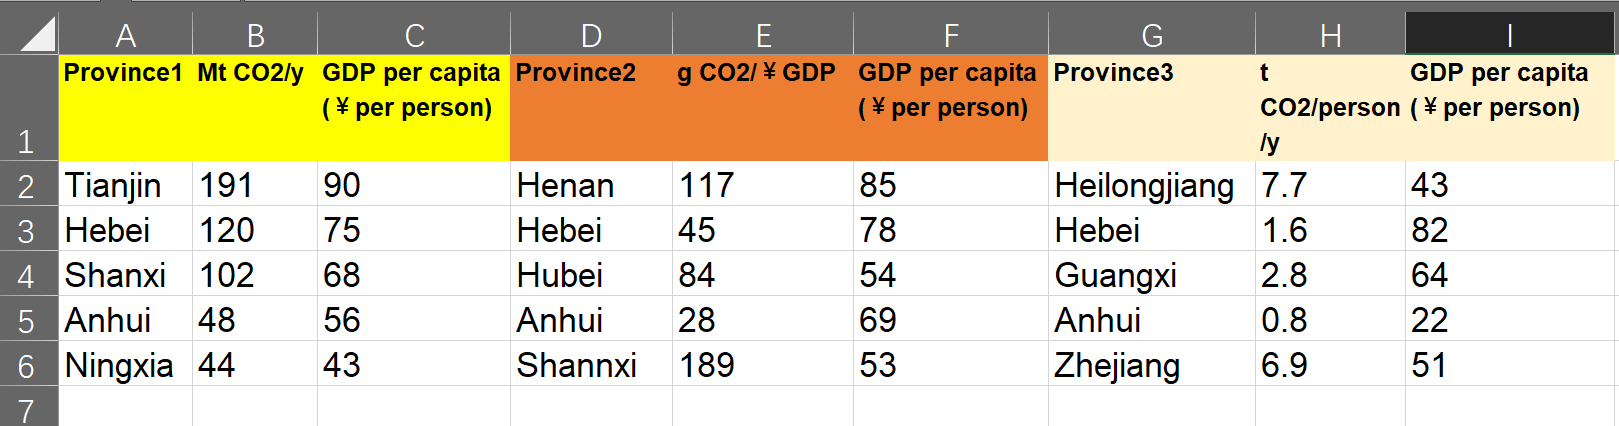 A B C D E F G H I
1 Province1 Mt CO2/y GDP per capita Province2 g CO2/￥GDP GDP per capita Province3 t GDP per capita
(￥per person) (￥per person) CO2/person (￥per person)
/y
2 Tianjin 191 90 Henan 117 85 Heilongjiang 7.7 43
3 Hebei 120 75 Hebei 45 78 Hebei 1.6 82
4 Shanxi 102 68 Hubei 84 54 Guangxi 2.8 64
5 Anhui 48 56 Anhui 28 69 Anhui 0.8 22
6 Ningxia 44 43 Shannxi 189 53 Zhejiang 6.9 51
7